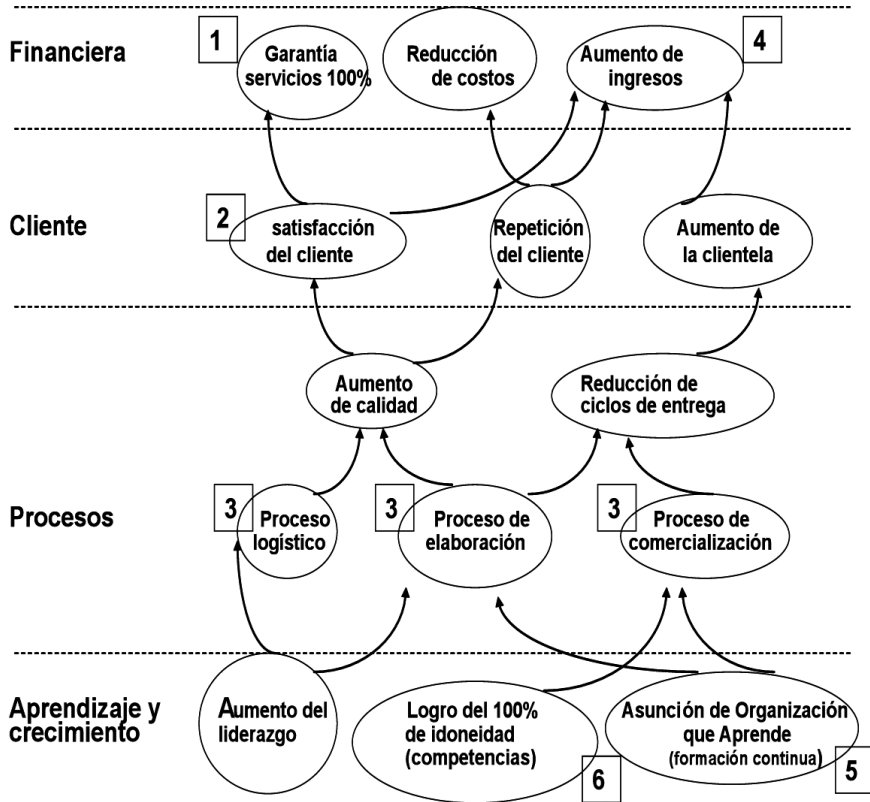 Financiera
1
Garantía
servicios 100%
Reducción
de costos
Aumento de
ingresos
4
Cliente
2
satisfacción
del cliente
Repetición
del cliente
Aumento de
la clientela
Aumento
de calidad
Reducción de
ciclos de entrega
Procesos
3
Proceso
logístico
3
Proceso de
elaboración
3
Proceso de
comercialización
Aprendizaje y
crecimiento
Aumento del
liderazgo
Logro del 100%
de idoneidad
(competencias)
6
Asunción de Organización
que Aprende
(formación continua)
5